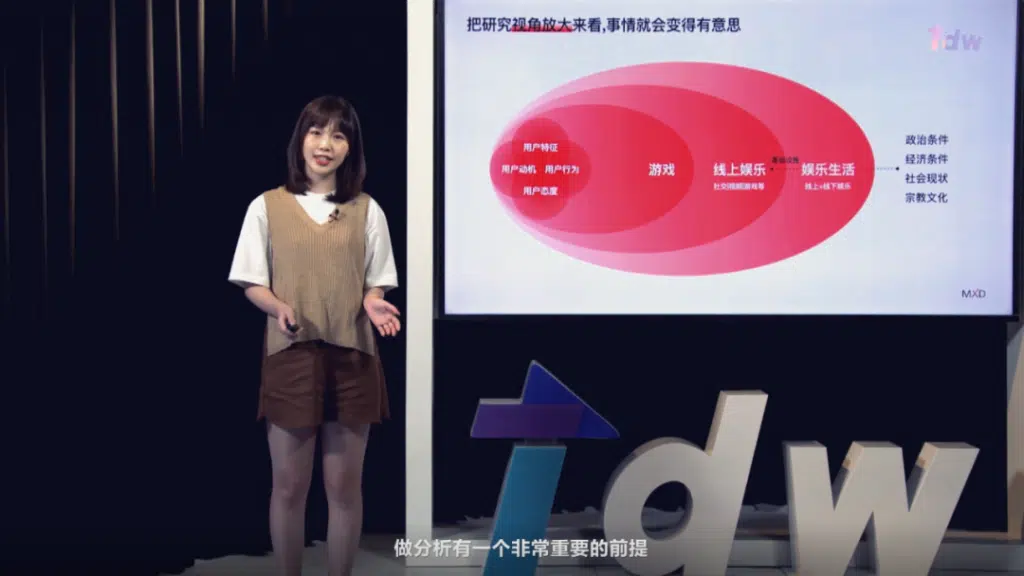 把研究视角放大来看,事情就会变得有意思
Tdw
用户特征
用户动机 用户行为
用户态度
游戏
线上娱乐
社交|视频|游戏等
娱乐生活
线上+线下娱乐
政治条件
经济条件
社会现状
宗教文化
MXD
Tdw
做分析有一个非常重要的前提